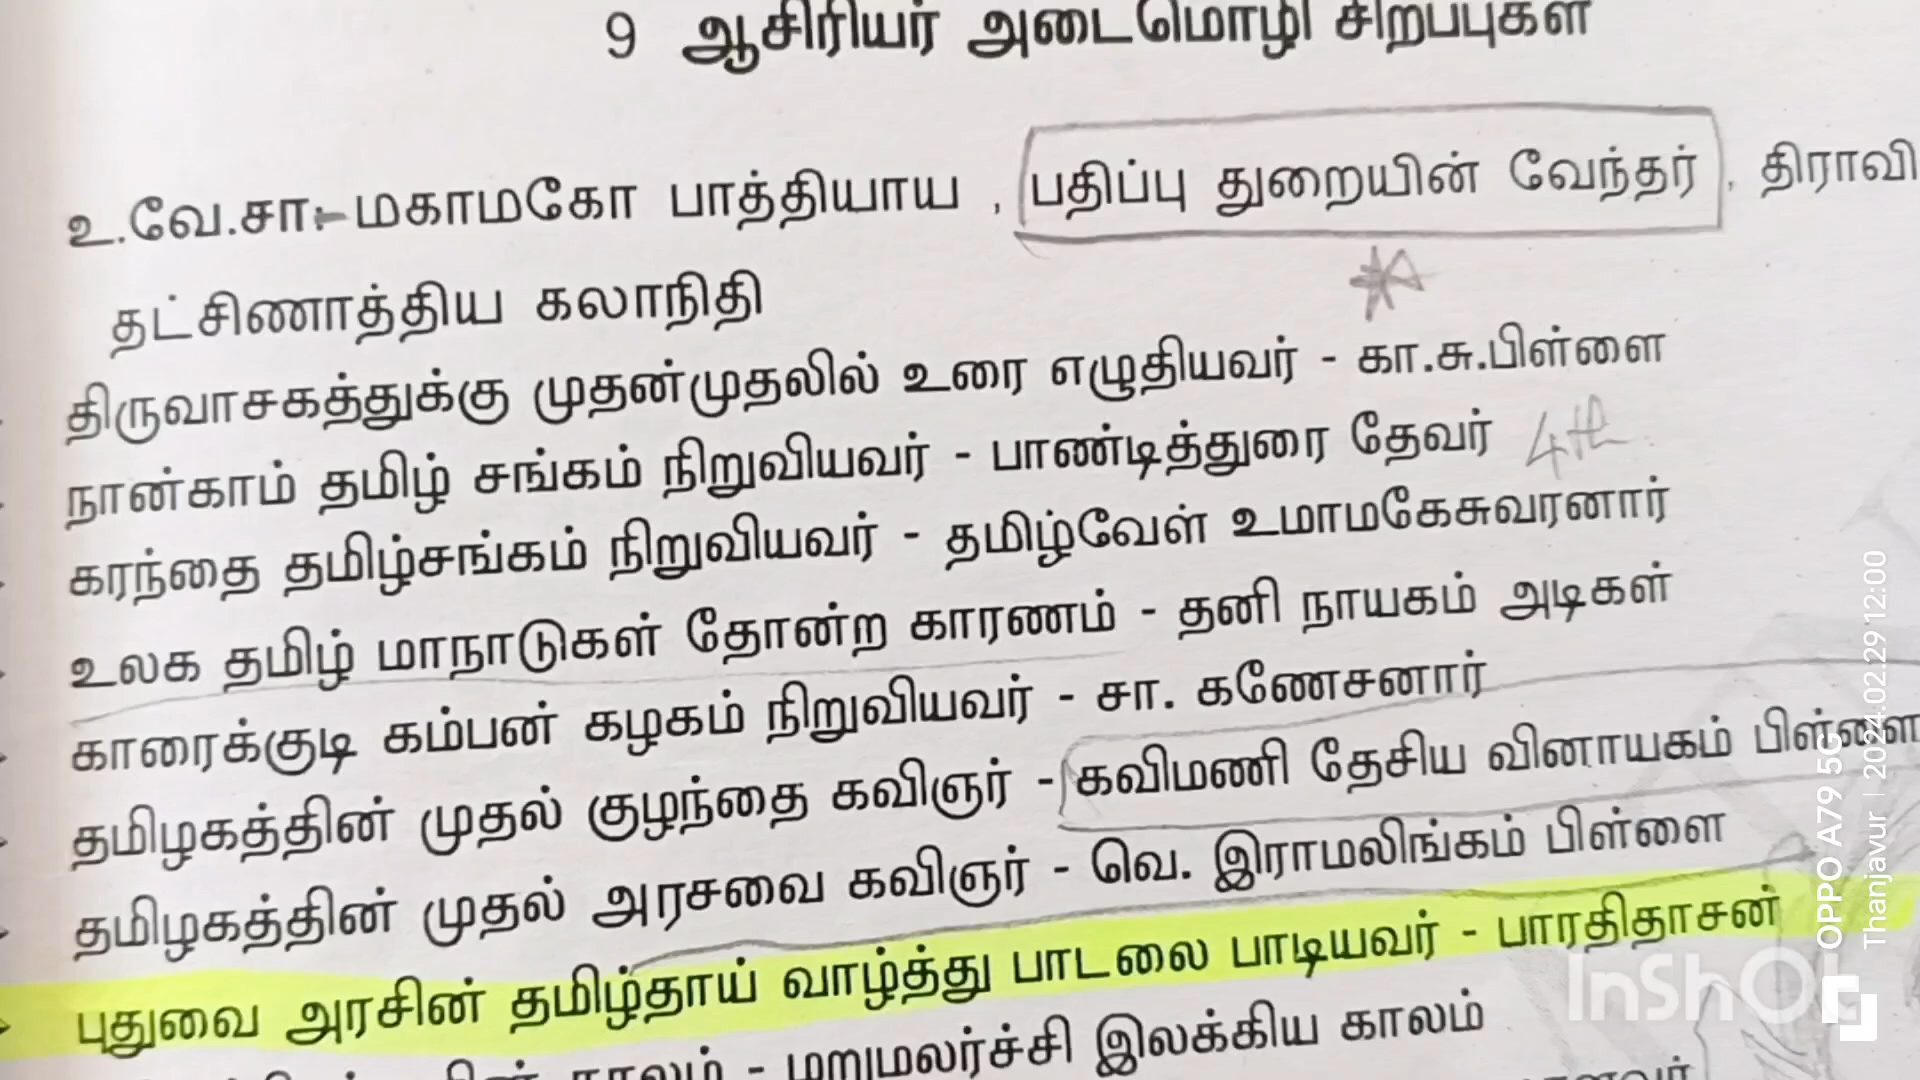 9 ஆசிரியர் அடைமொழி சிறப்புகள்
உ.வே.சா:- மகாமகோ பாத்தியாய , பதிப்பு துறையின் வேந்தர் , திராவி
தட்சிணாத்திய கலாநிதி
திருவாசகத்துக்கு முதன்முதலில் உரை எழுதியவர் - கா.சு.பிள்ளை
நான்காம் தமிழ் சங்கம் நிறுவியவர் - பாண்டித்துரை தேவர் 4th
கரந்தை தமிழ்சங்கம் நிறுவியவர் - தமிழ்வேள் உமாமகேசுவரனார்
உலக தமிழ் மாநாடுகள் தோன்ற காரணம் - தனி நாயகம் அடிகள்
காரைக்குடி கம்பன் கழகம் நிறுவியவர் - சா. கணேசனார்
தமிழகத்தின் முதல் குழந்தை கவிஞர் - கவிமணி தேசிய வினாயகம் பிள்ளை
தமிழகத்தின் முதல் அரசவை கவிஞர் - வெ. இராமலிங்கம் பிள்ளை
புதுவை அரசின் தமிழ்தாய் வாழ்த்து பாடலை பாடியவர் - பாரதிதாசன்
காலம் - மறுமலர்ச்சி இலக்கிய காலம்
OPPO A79 5G
Thanjavur | 2024.02.29 12:00
InShO